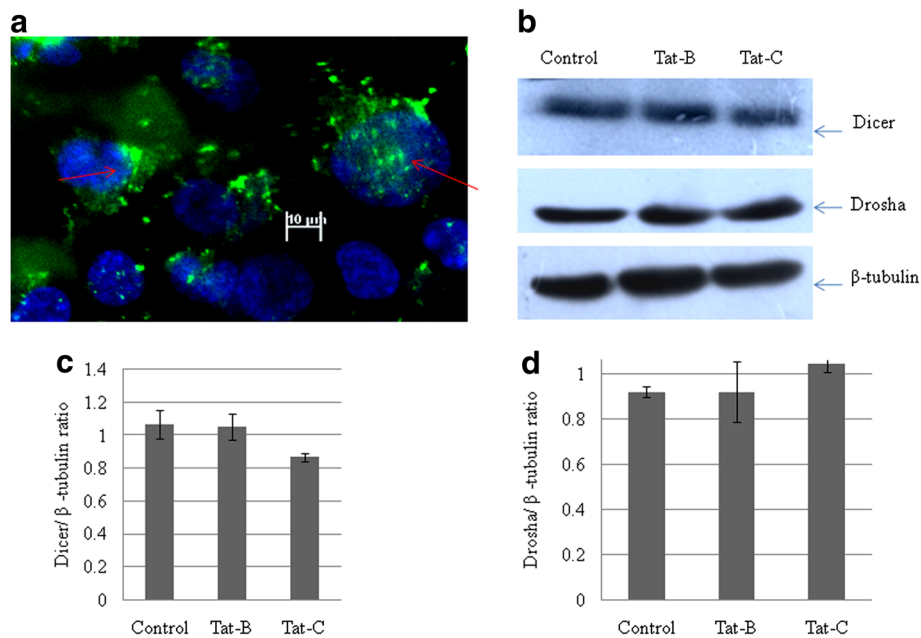 a
10 μm
b
Control Tat-B Tat-C
Dicer
Drosha
β-tubulin
c
Dicer/ β -tubulin ratio
1.4
1.2
1
0.8
0.6
0.4
0.2
0
Control Tat-B Tat-C
d
Drosha/ β -tubulin ratio
1
0.8
0.6
0.4
0.2
0
Control Tat-B Tat-C